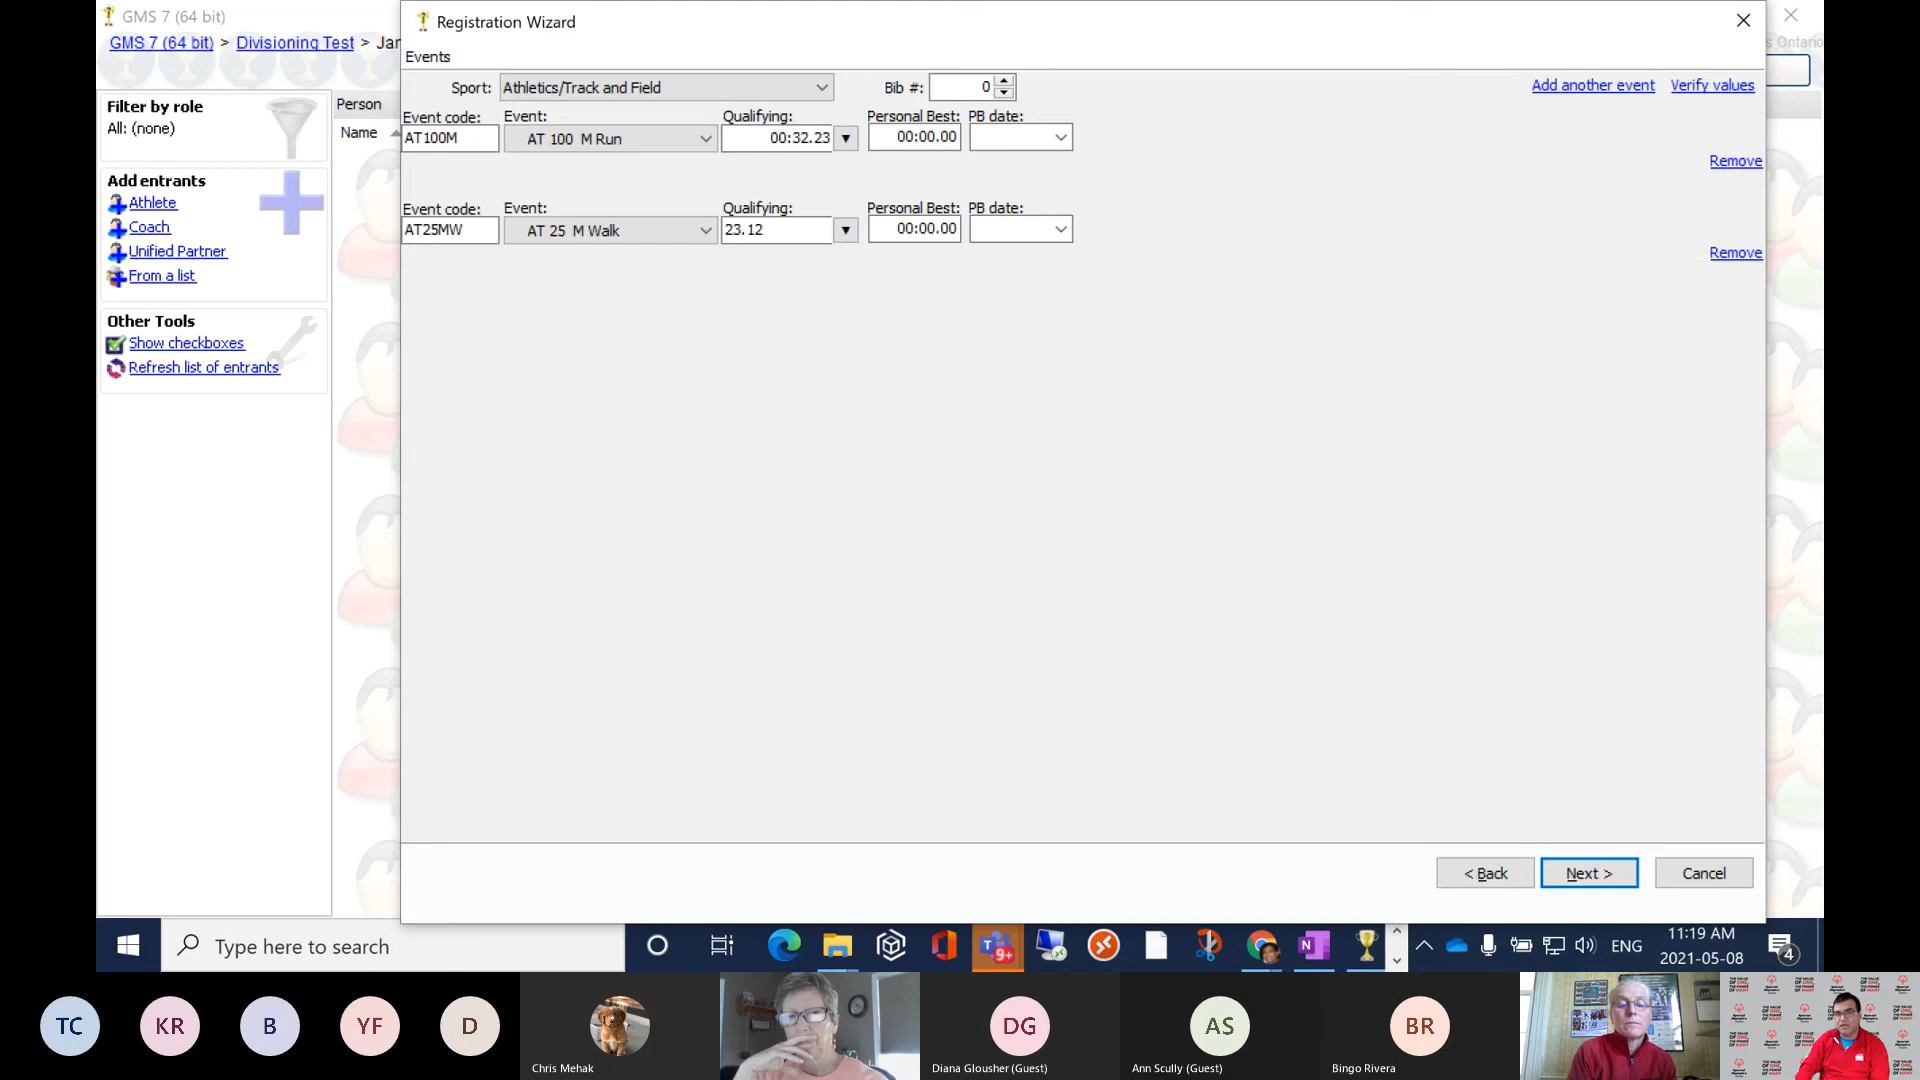 GMS 7 (64 bit)
GMS 7 (64 bit) > Divisioning Test > Jan
s Ontario
Filter by role
All: (none)
Add entrants
Athlete
Coach
Unified Partner
From a list
Other Tools
Show checkboxes
Refresh list of entrants
Person
Name
Registration Wizard
Events
Sport: Athletics/Track and Field Bib #: 0 Add another event Verify values
Event code: Event: Qualifying: Personal Best: PB date:
AT100M AT 100 M Run 00:32.23 00:00.00
Remove
Event code: Event: Qualifying: Personal Best: PB date:
AT25MW AT 25 M Walk 23.12 00:00.00
Remove
< Back Next > Cancel
Type here to search
9+
N
ENG
11:19 AM
2021-05-08
4
TC KR B YF D DG AS BR
Chris Mehak Diana Glousher (Guest) Ann Scully (Guest) Bingo Rivera